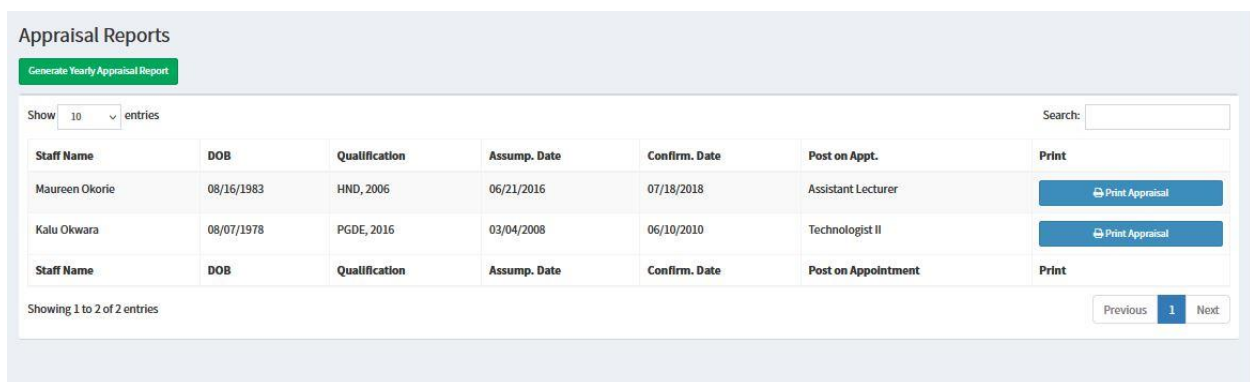 Appraisal Reports
Generate Yearly Appraisal Report
Show 10 entries Search:
Staff Name DOB Qualification Assump. Date Confirm. Date Post on Appt. Print
Maureen Okorie 08/16/1983 HND, 2006 06/21/2016 07/18/2018 Assistant Lecturer Print Appraisal
Kalu Okwara 08/07/1978 PGDE, 2016 03/04/2008 06/10/2010 Technologist II Print Appraisal
Staff Name DOB Qualification Assump. Date Confirm. Date Post on Appointment Print
Showing 1 to 2 of 2 entries Previous 1 Next